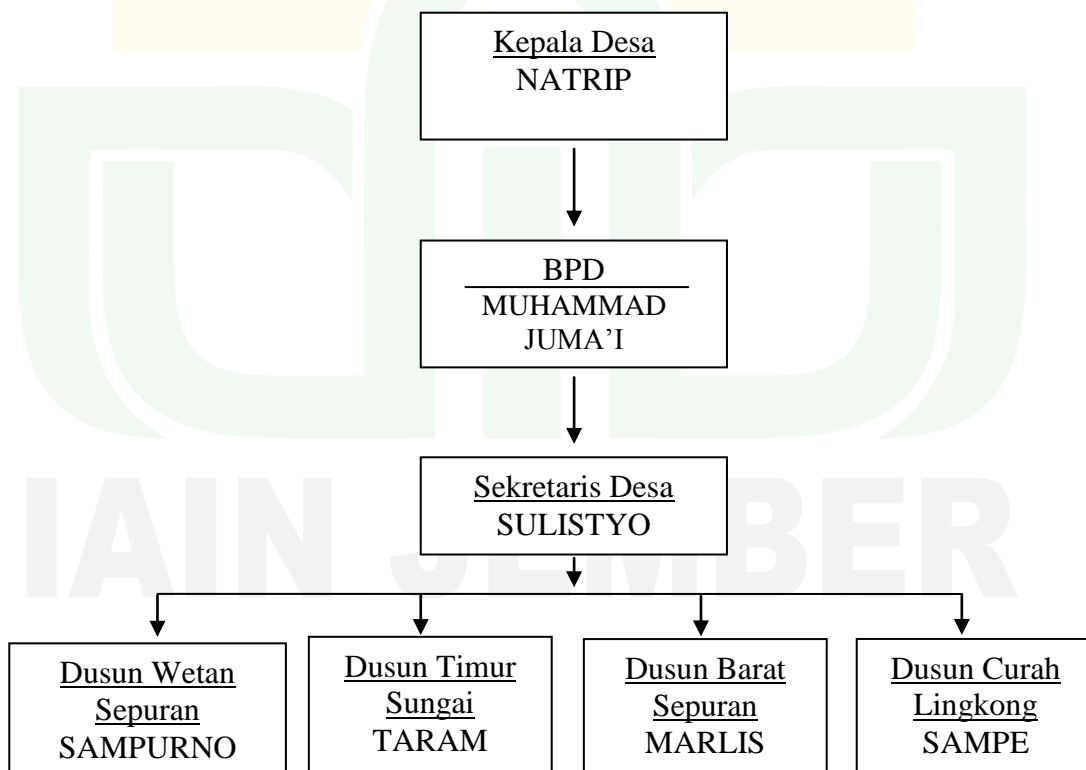 Kepala Desa
NATRIP
BPD
MUHAMMAD
JUMA’I
Sekretaris Desa
SULISTYO
IAIN JEMBER
Dusun Wetan
Sepuran
SAMPURNO
Dusun Timur
Sungai
TARAM
Dusun Barat
Sepuran
MARLIS
Dusun Curah
Lingkong
SAMPE